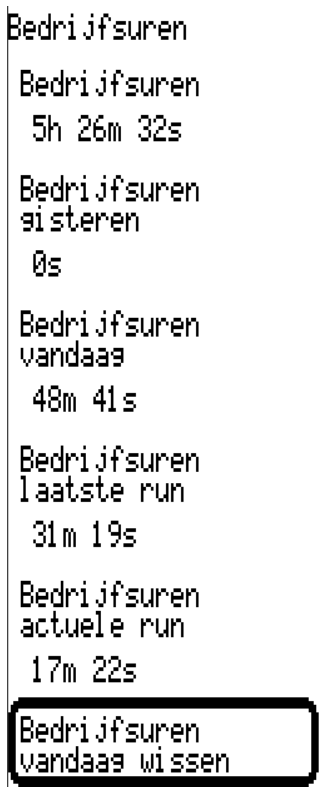 Bedrijfsuren
Bedrijfsuren
5h 26m 32s
Bedrijfsuren
gisteren
0s
Bedrijfsuren
vandaag
48m 41s
Bedrijfsuren
laatste run
31m 19s
Bedrijfsuren
actuele run
17m 22s
Bedrijfsuren
vandaag wissen